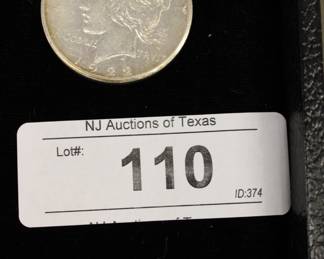 NJ Auctions of Texas
Lot#:
110
ID:374